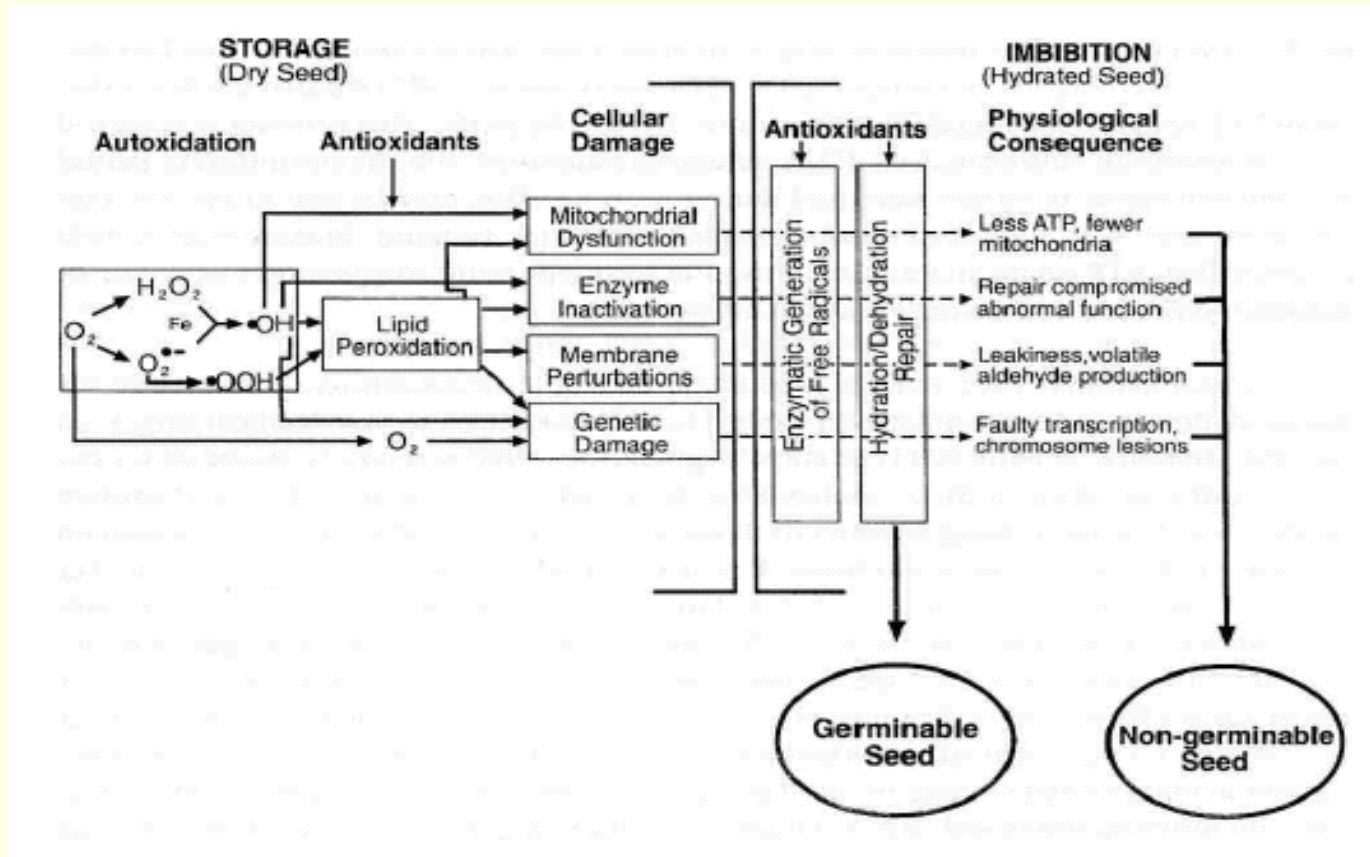 STORAGE
(Dry Seed)
IMBIBITION
(Hydrated Seed)
Autoxidation
Antioxidants
Cellular
Damage
Antioxidants
Physiological
Consequence
H2O2
Fe
O2
•OH
O2•−
•OOH
O2
Lipid
Peroxidation
Mitochondrial
Dysfunction
Enzyme
Inactivation
Membrane
Perturbations
Genetic
Damage
Enzymatic Generation
of Free Radicals
Hydration/Dehydration
Repair
Less ATP, fewer
mitochondria
Repair compromised
abnormal function
Leakiness,volatile
aldehyde production
Faulty transcription,
chromosome lesions
Germinable
Seed
Non-germinable
Seed